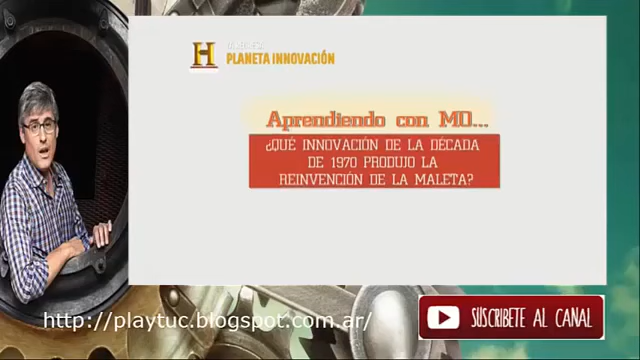 H
PLANETA INNOVACIÓN
Aprendiendo con MO...
¿QUÉ INNOVACIÓN DE LA DÉCADA
DE 1970 PRODUJO LA
REINVENCIÓN DE LA MALETA?
http://playtuc.blogspot.com.ar/
SÚSCRIBETE AL CANAL